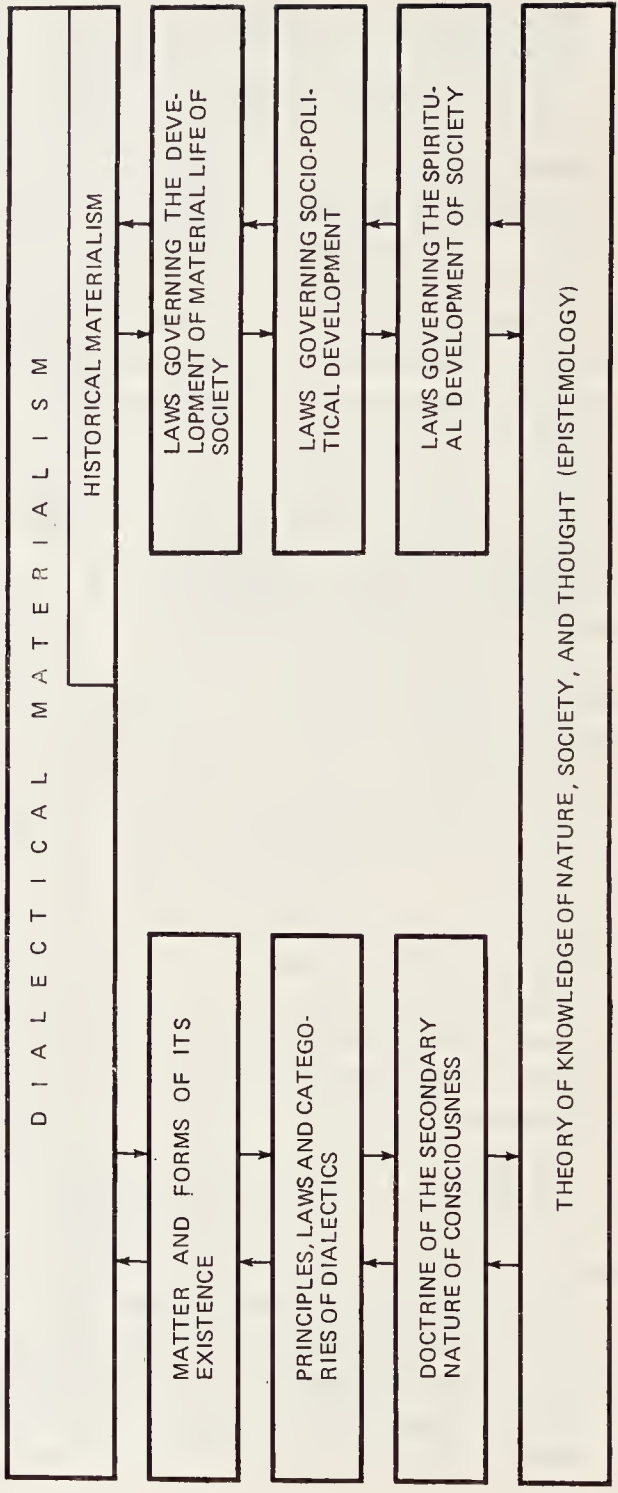 DIALECTICAL MATERIALISM
HISTORICAL MATERIALISM
MATTER AND FORMS OF ITS
EXISTENCE
PRINCIPLES, LAWS AND CATEGO-
RIES OF DIALECTICS
DOCTRINE OF THE SECONDARY
NATURE OF CONSCIOUSNESS
LAWS GOVERNING THE DEVE-
LOPMENT OF MATERIAL LIFE OF
SOCIETY
LAWS GOVERNING SOCIO-POLI-
TICAL DEVELOPMENT
LAWS GOVERNING THE SPIRITU-
AL DEVELOPMENT OF SOCIETY
THEORY OF KNOWLEDGE OF NATURE, SOCIETY, AND THOUGHT (EPISTEMOLOGY)